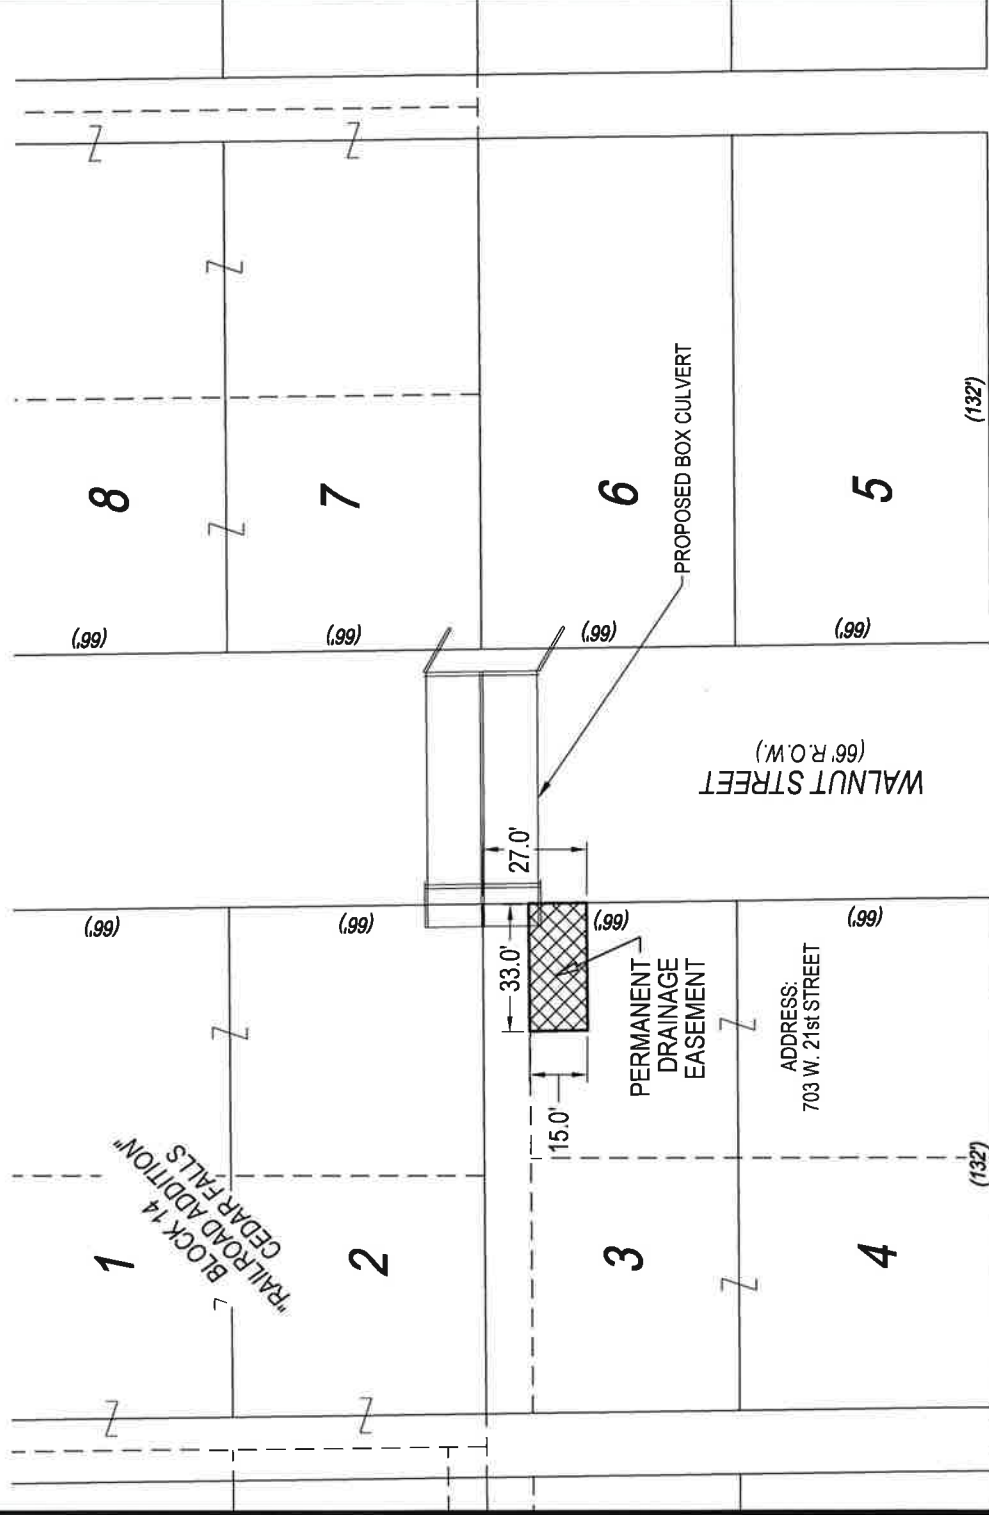 8
7
6
5
(66')
(66')
(66')
(66')
(132')
PROPOSED BOX CULVERT
WALNUT STREET
(66' R.O.W.)
27.0'
33.0'
15.0'
(66')
(66')
(66')
(66')
PERMANENT
DRAINAGE
EASEMENT
ADDRESS:
703 W. 21st STREET
BLOCK 14
"RAILROAD ADDITION"
CEDAR FALLS
1
2
3
4
(132')